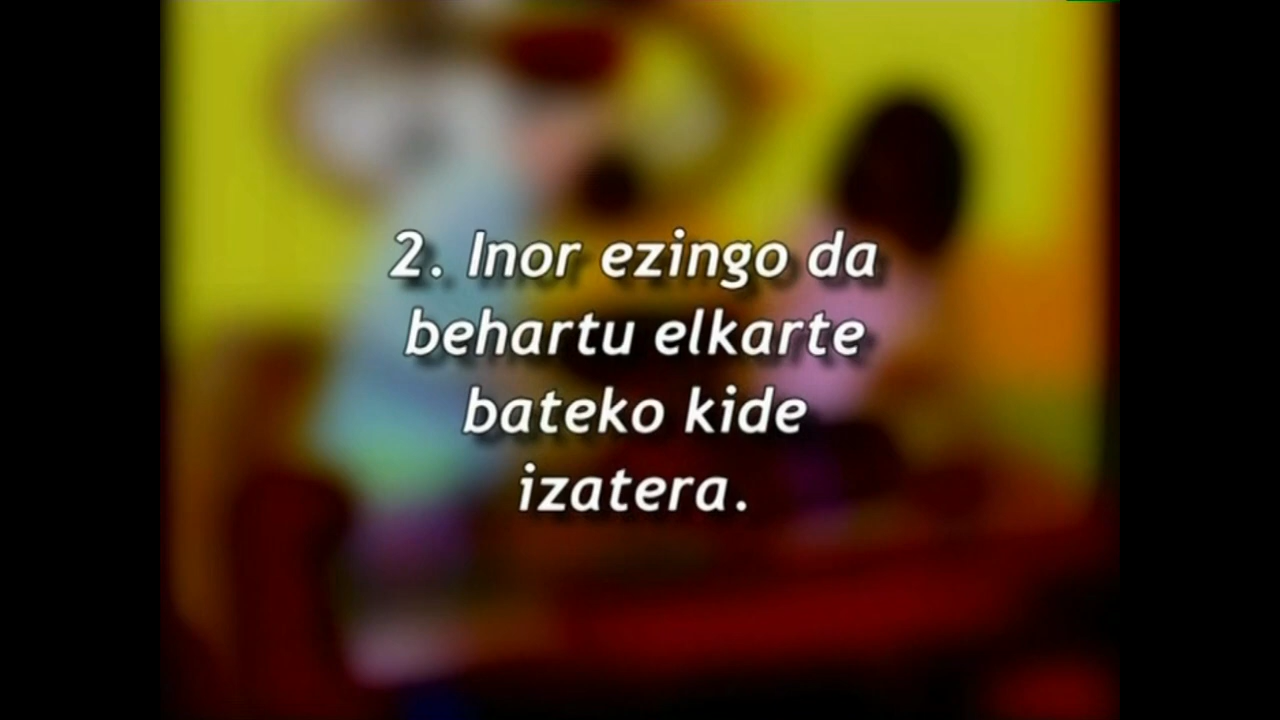 2. Inor ezingo da
behartu elkarte
bateko kide
izatera.